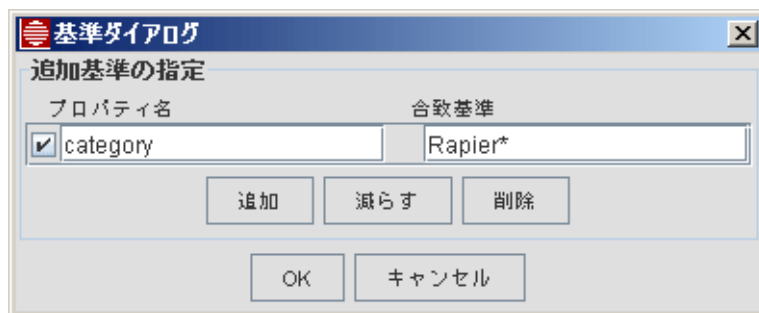 基準ダイアログ
追加基準の指定
プロパティ名 合致基準
category Rapier*
追加 減らす 削除
OK キャンセル